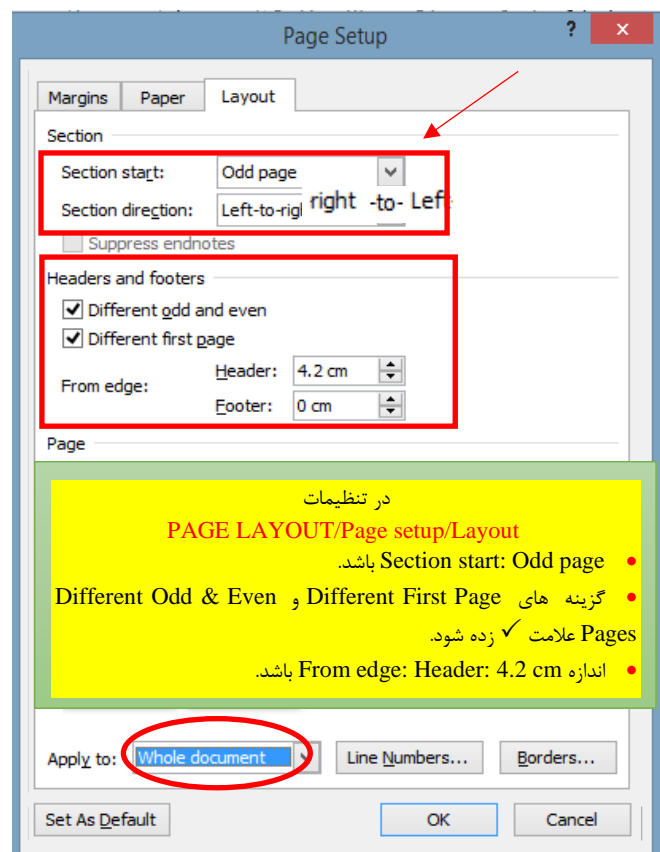 Page Setup ? x
Margins Paper Layout
Section
Section start: Odd page
Section direction: Left-to-rig right -to- Left
Suppress endnotes
Headers and footers
Different odd and even
Different first page
From edge: Header: 4.2 cm
Footer: 0 cm
Page
در تنظیمات
PAGE LAYOUT/Page setup/Layout
• Section start: Odd page باشد.
• گزینه های Different First Page و Different Odd & Even
Pages علامت ✓ زده شود.
• اندازه From edge: Header: 4.2 cm باشد.
Apply to: Whole document Line Numbers... Borders...
Set As Default OK Cancel